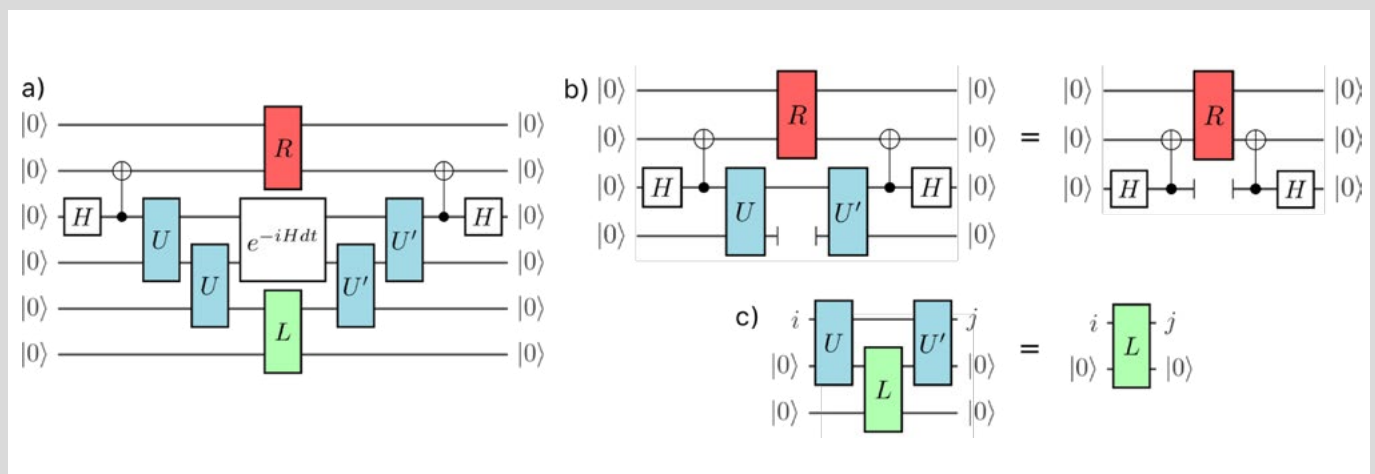 a)
|0⟩ R |0⟩
|0⟩ |0⟩
|0⟩ H U e^{-iHdt} U' H |0⟩
|0⟩ U U' |0⟩
|0⟩ L |0⟩
|0⟩ |0⟩
b) |0⟩ R |0⟩ = |0⟩ R |0⟩
|0⟩ |0⟩ |0⟩ |0⟩
|0⟩ H U U' H |0⟩ |0⟩ H H |0⟩
|0⟩ |0⟩
c) i U U' j = i L j
|0⟩ L |0⟩ |0⟩ |0⟩
|0⟩ |0⟩